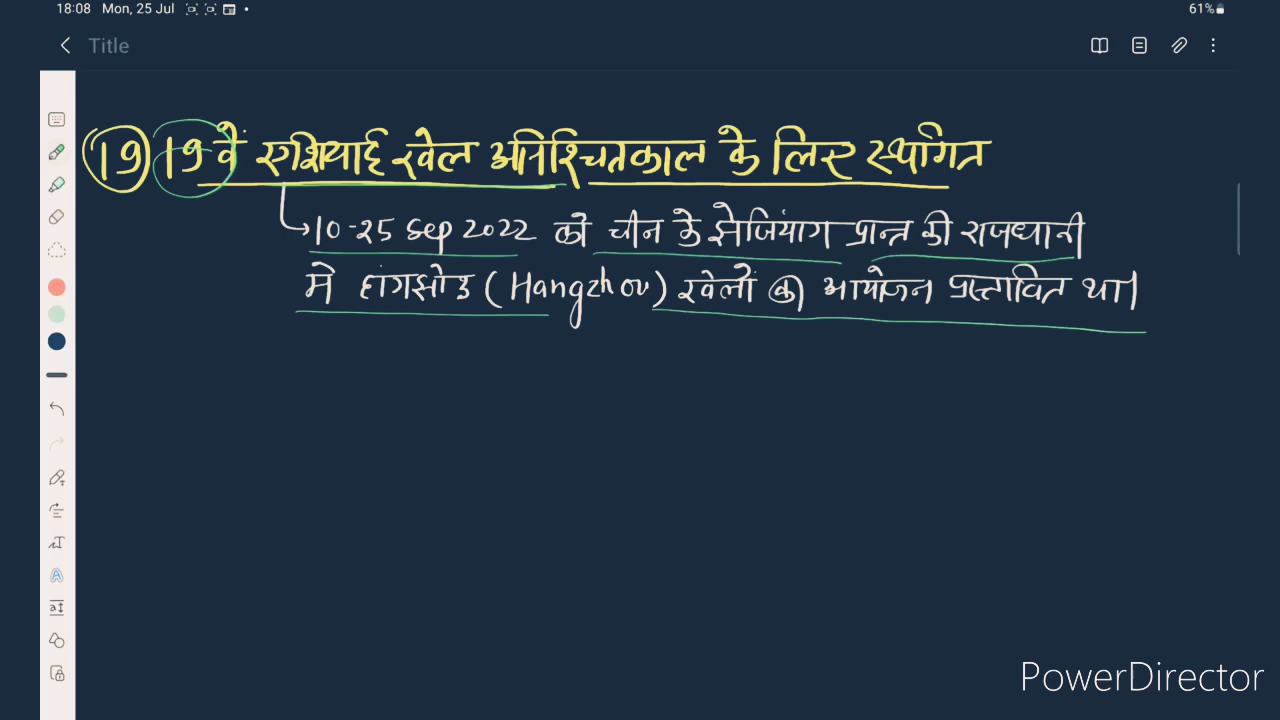 18:08 Mon, 25 Jul
61%
Title
19 19वे एशियाई खेल अनिश्चितकाल के लिए स्थगित
10-25 Sep 2022 को चीन के झेजियांग प्रान्त की राजधानी
मे हांगझोउ (Hangzhou) खेलों का आयोजन प्रस्तावित था।
PowerDirector